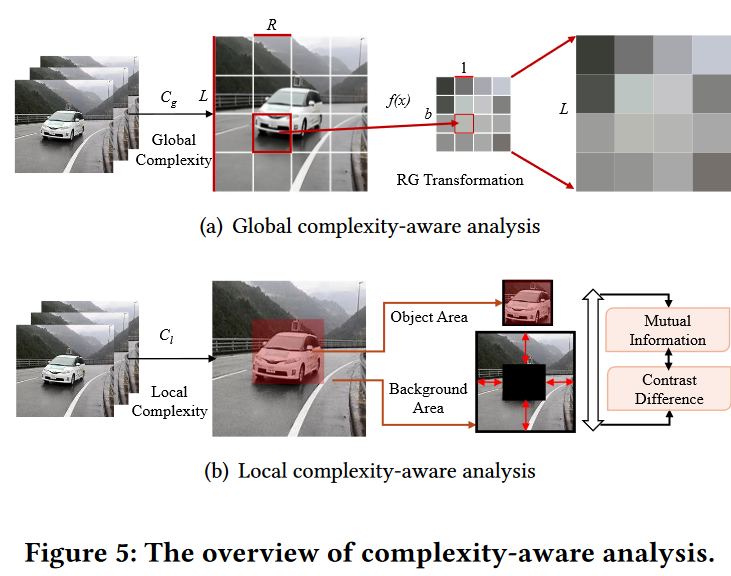 R
C_g
L
Global
Complexity
f(x)
1
b
L
RG Transformation
(a) Global complexity-aware analysis
C_l
Local
Complexity
Object Area
Background
Area
Mutual
Information
Contrast
Difference
(b) Local complexity-aware analysis
Figure 5: The overview of complexity-aware analysis.